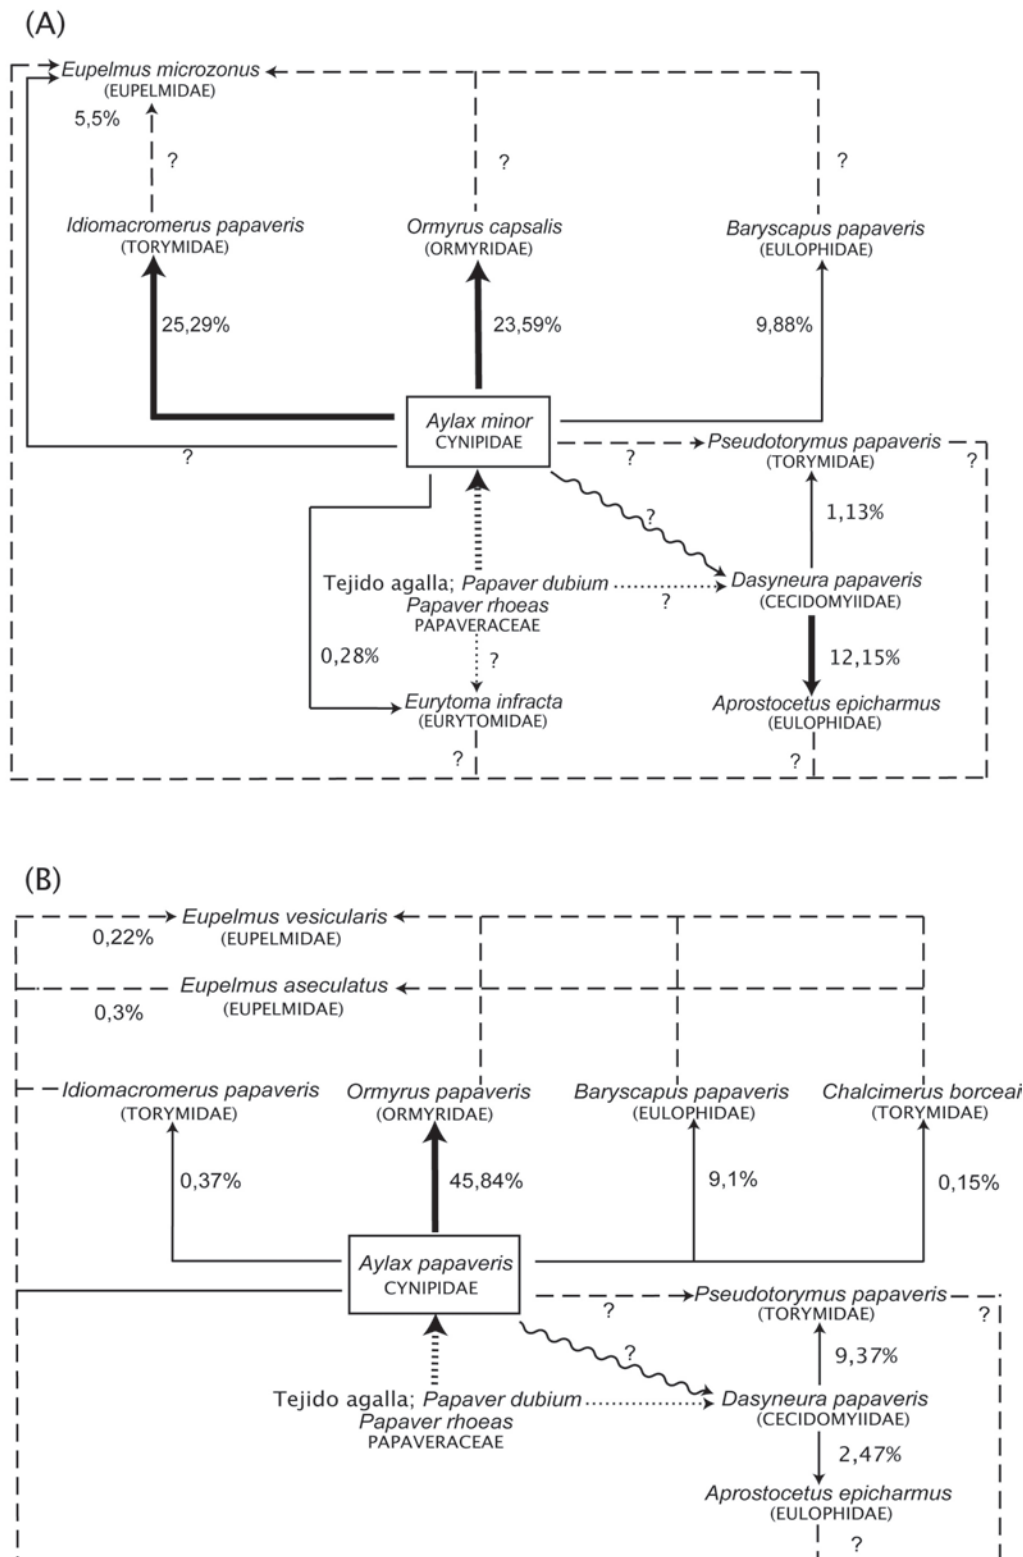 (A)
Eupelmus microzonus
(EUPELMIDAE)
5,5%
?
?
?
Idiomacromerus papaveris
(TORYMIDAE)
Ormyrus capsalis
(ORMYRIDAE)
Baryscapus papaveris
(EULOPHIDAE)
25,29%
23,59%
9,88%
Aylax minor
CYNIPIDAE
?
?
Pseudotorymus papaveris
(TORYMIDAE)
?
1,13%
?
Tejido agalla; Papaver dubium
Papaver rhoeas
PAPAVERACEAE
?
Dasyneura papaveris
(CECIDOMYIIDAE)
0,28%
?
12,15%
Eurytoma infracta
(EURYTOMIDAE)
Aprostocetus epicharmus
(EULOPHIDAE)
?
?
(B)
Eupelmus vesicularis
(EUPELMIDAE)
0,22%
Eupelmus aseculatus
(EUPELMIDAE)
0,3%
Idiomacromerus papaveris
(TORYMIDAE)
Ormyrus papaveris
(ORMYRIDAE)
Baryscapus papaveris
(EULOPHIDAE)
Chalcimerus borceai
(TORYMIDAE)
0,37%
45,84%
9,1%
0,15%
Aylax papaveris
CYNIPIDAE
?
Pseudotorymus papaveris
(TORYMIDAE)
?
?
9,37%
Tejido agalla; Papaver dubium
Papaver rhoeas
PAPAVERACEAE
Dasyneura papaveris
(CECIDOMYIIDAE)
2,47%
Aprostocetus epicharmus
(EULOPHIDAE)
?